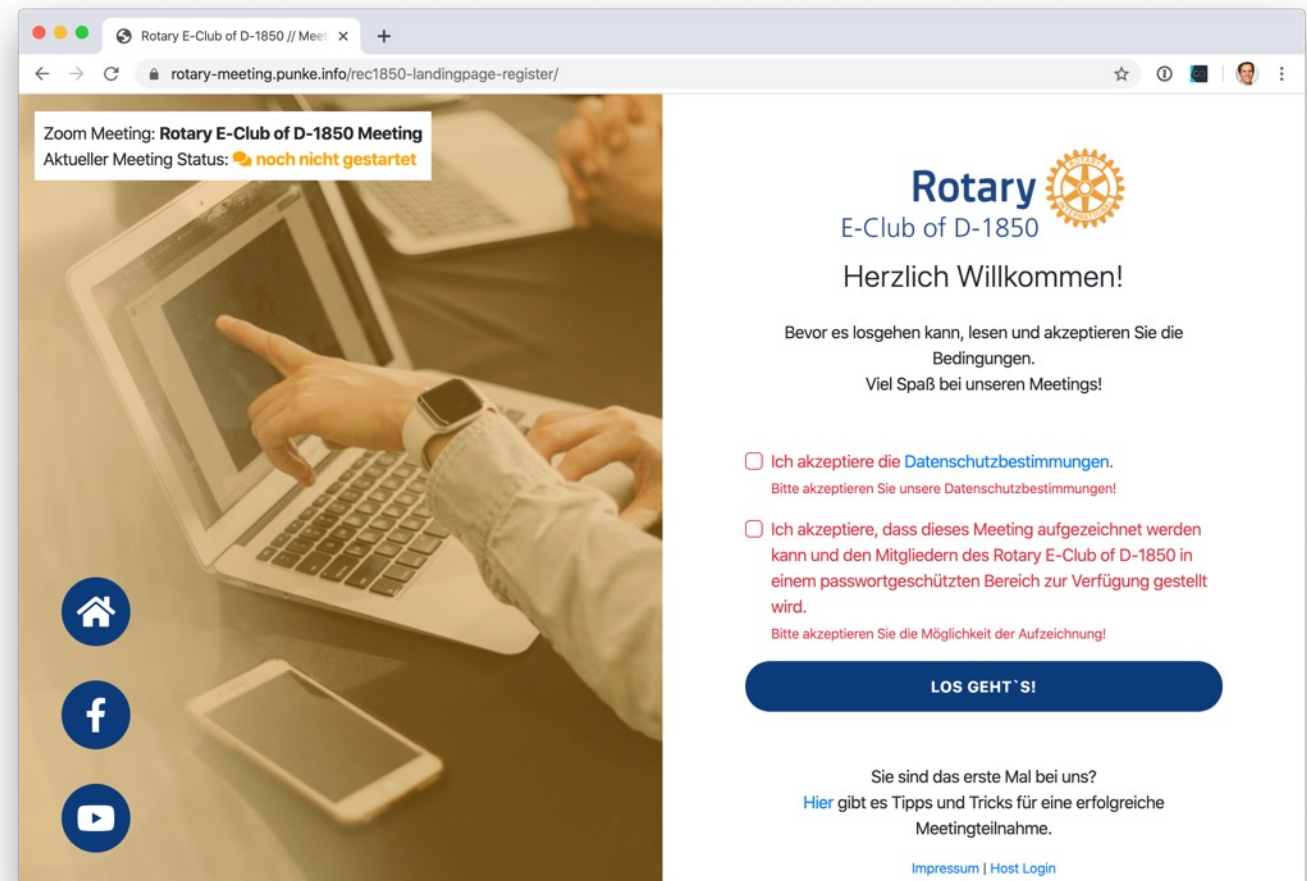 Rotary E-Club of D-1850 // Meet
rotary-meeting.punke.info/rec1850-landingpage-register/
Zoom Meeting: Rotary E-Club of D-1850 Meeting
Aktueller Meeting Status: noch nicht gestartet
Rotary
ROTARY
INTERNATIONAL
E-Club of D-1850
Herzlich Willkommen!
Bevor es losgehen kann, lesen und akzeptieren Sie die
Bedingungen.
Viel Spaß bei unseren Meetings!
Ich akzeptiere die Datenschutzbestimmungen.
Bitte akzeptieren Sie unsere Datenschutzbestimmungen!
Ich akzeptiere, dass dieses Meeting aufgezeichnet werden
kann und den Mitgliedern des Rotary E-Club of D-1850 in
einem passwortgeschützten Bereich zur Verfügung gestellt
wird.
Bitte akzeptieren Sie die Möglichkeit der Aufzeichnung!
LOS GEHT`S!
Sie sind das erste Mal bei uns?
Hier gibt es Tipps und Tricks für eine erfolgreiche
Meetingteilnahme.
Impressum | Host Login